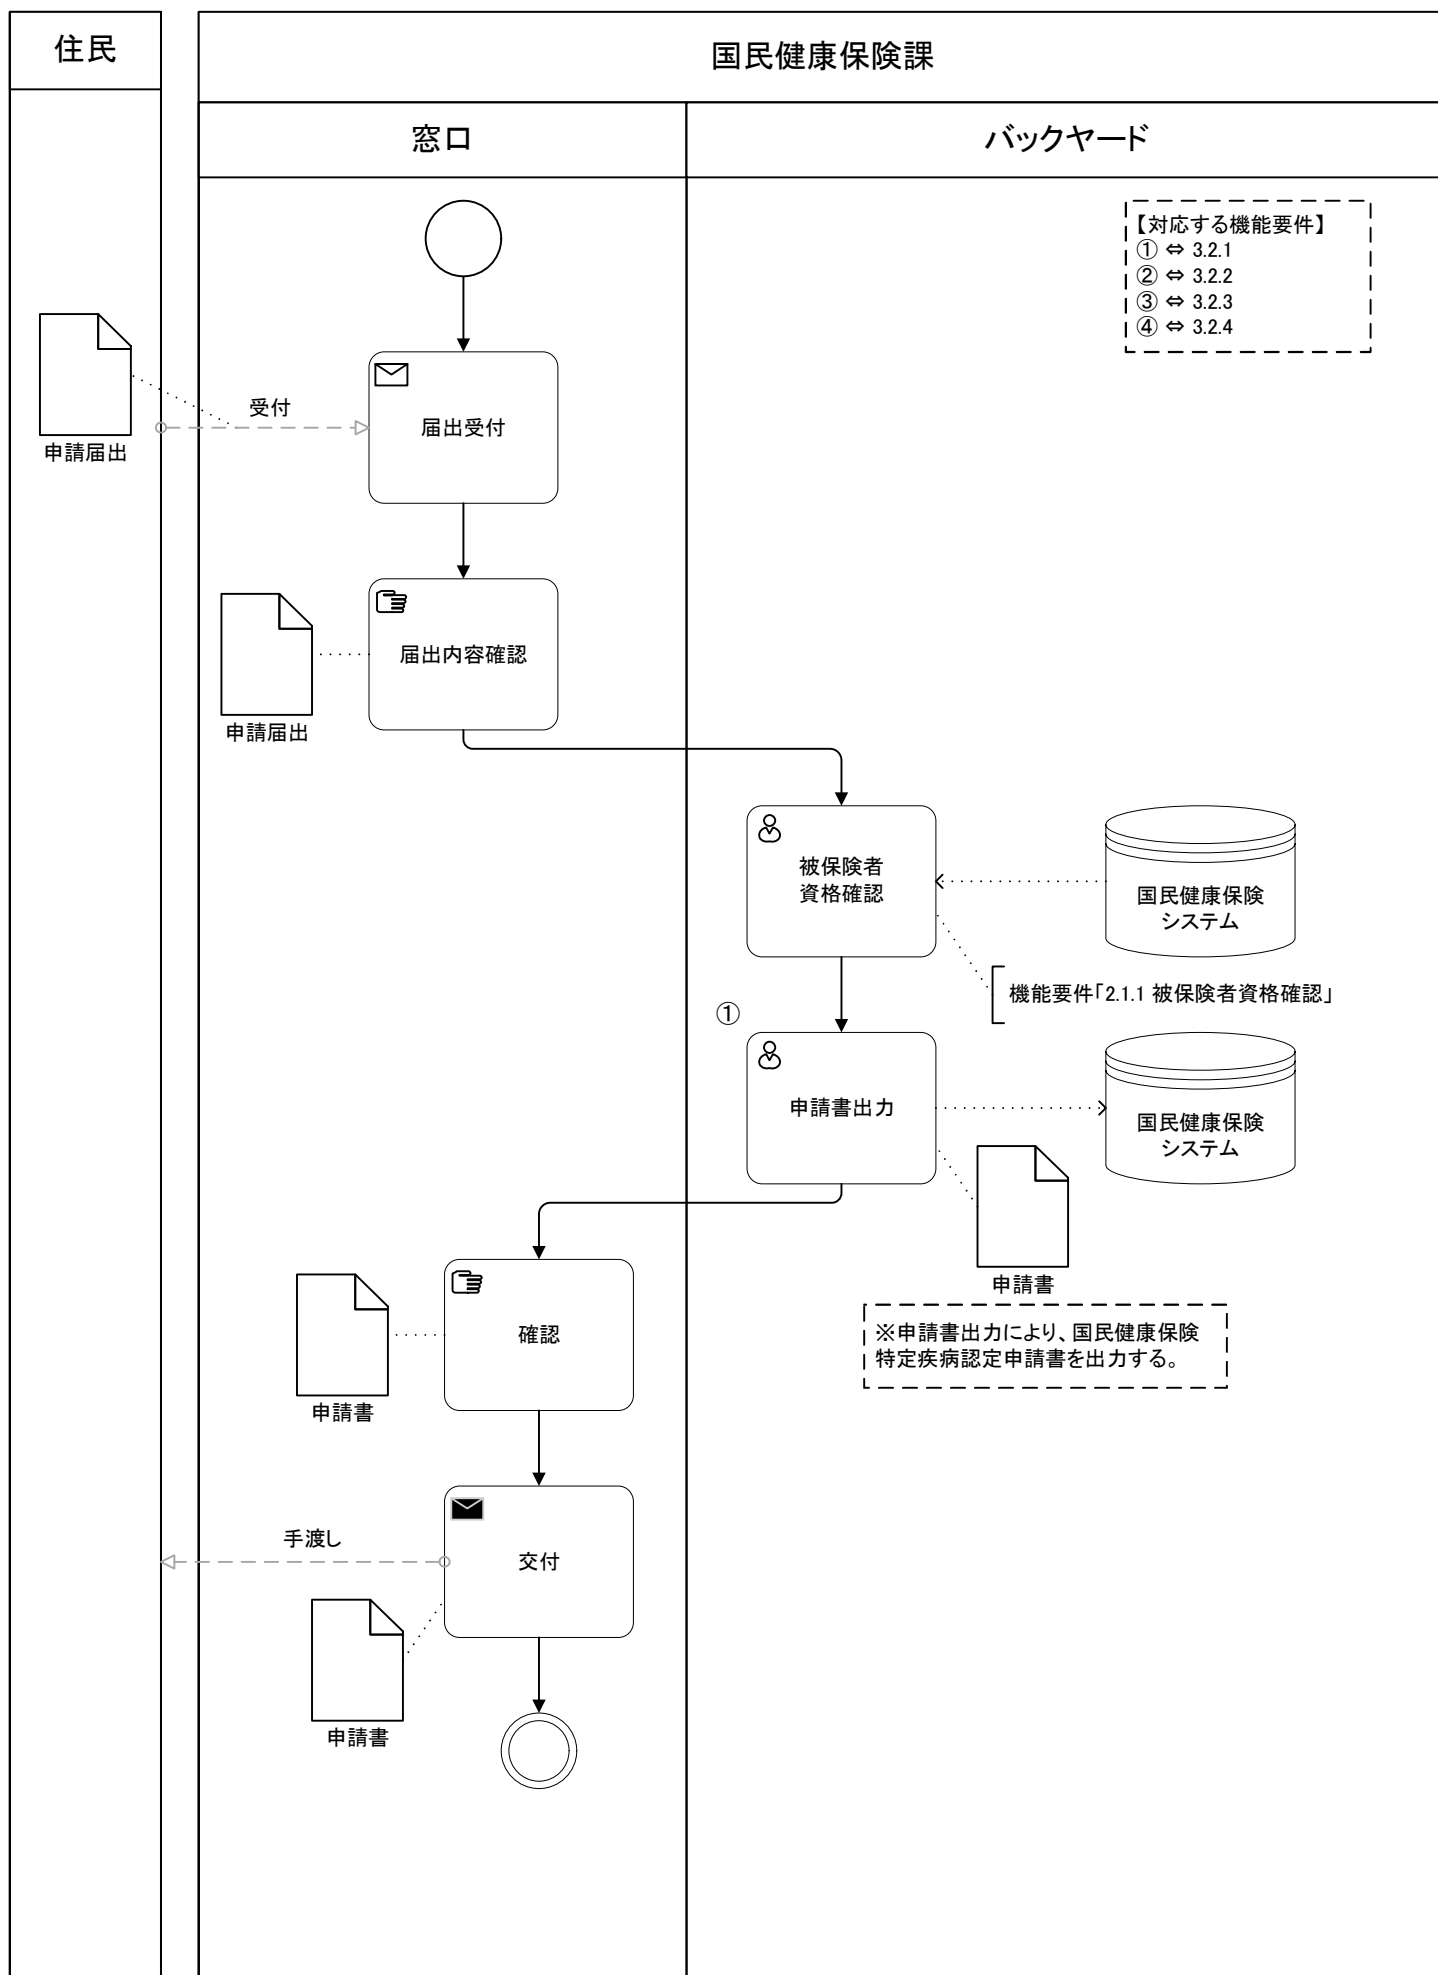 住民
国民健康保険課
窓口
バックヤード
【対応する機能要件】
① ⇔ 3.2.1
② ⇔ 3.2.2
③ ⇔ 3.2.3
④ ⇔ 3.2.4
申請届出
受付
届出受付
届出内容確認
申請届出
被保険者
資格確認
国民健康保険
システム
機能要件「2.1.1 被保険者資格確認」
①
申請書出力
国民健康保険
システム
申請書
※申請書出力により、国民健康保険
特定疾病認定申請書を出力する。
確認
申請書
手渡し
交付
申請書